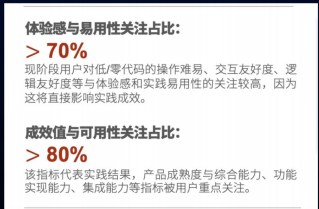 体验感与易用性关注占比：
> 70%
现阶段用户对低/零代码的操作难易、交互友好度、逻
辑友好度等与体验感和实践易用性的关注较高，因为
这将直接影响实践成效。
成效值与可用性关注占比：
> 80%
该指标代表实践结果，产品成熟度与综合能力、功能
实现能力、集成能力等指标被用户重点关注。